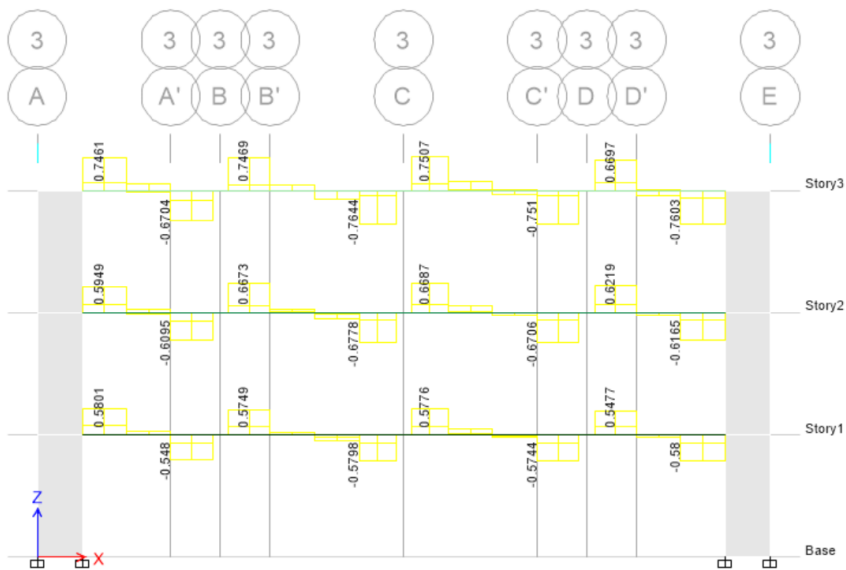 3 3 3 3 3 3 3 3 3
A A' B B' C C' D D' E
0.7461 0.7469 0.7507 0.6697
Story3
-0.6704 -0.7644 -0.751 -0.7603
0.5949 0.6673 0.6687 0.6219
Story2
-0.6095 -0.6778 -0.6706 -0.6165
0.5801 0.5749 0.5776 0.5477
Story1
-0.548 -0.5798 -0.5744 -0.58
Z
Base
X